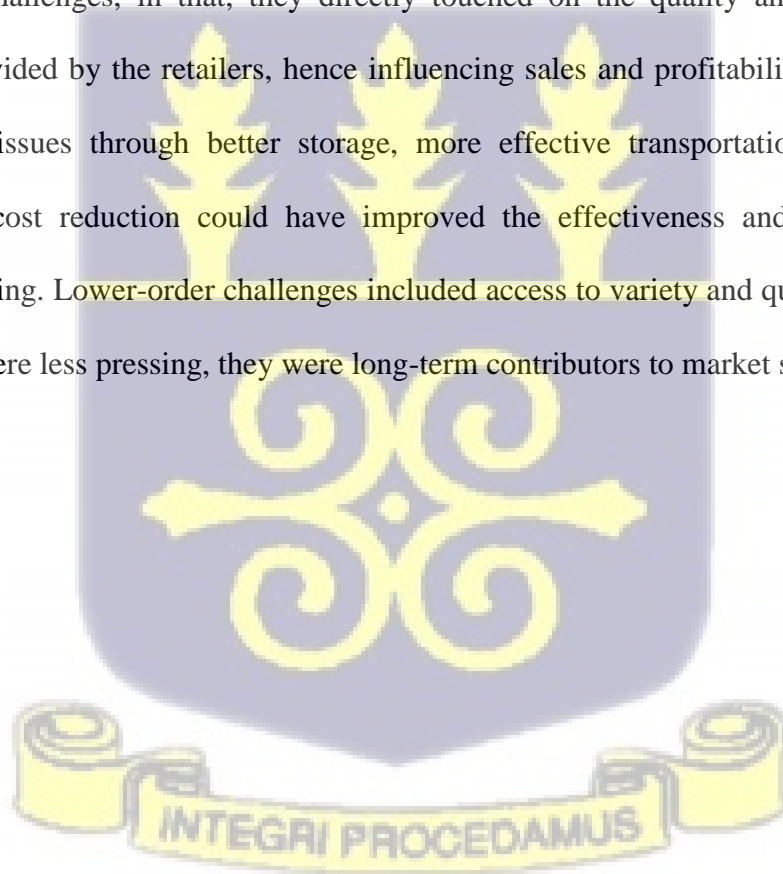 in that, they directly touched on the quality
vided by the retailers, hence influencing sales and profitabili
issues through better storage, more effective transportatio
cost reduction could have improved the effectiveness and
ing. Lower-order challenges included access to variety and qu
ere less pressing, they were long-term contributors to market s
INTEGRI PROCEDAMUS